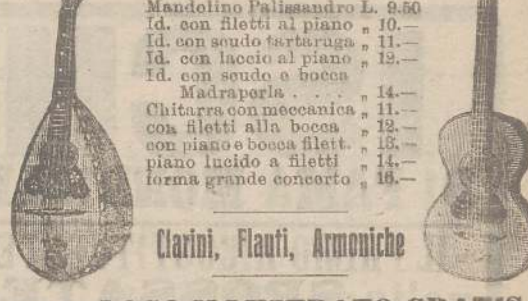 Mandolino Palissandro L. 9.50
Id. con filetti al piano „ 10.—
Id. con scudo tartaruga „ 11.—
Id. con laccio al piano „ 12.—
Id. con scudo e bocca
Madraperla . . . . „ 14.—
Chitarra con meccanica „ 11.—
con filetti alla bocca „ 12.—
con piano e bocca filett. „ 13.—
piano lucido a filetti „ 14.—
forma grande concerto „ 16.—
Clarini, Flauti, Armoniche